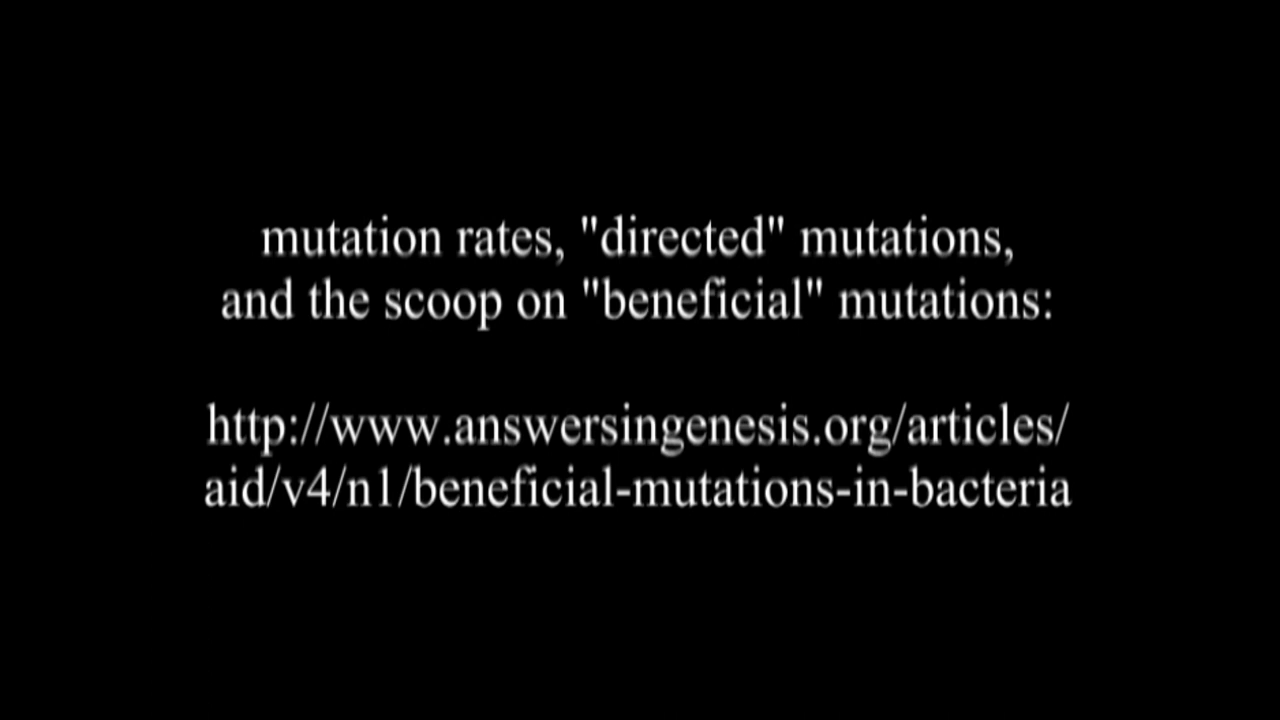 mutation rates, "directed" mutations,
and the scoop on "beneficial" mutations:
http://www.answersingenesis.org/articles/
aid/v4/n1/beneficial-mutations-in-bacteria